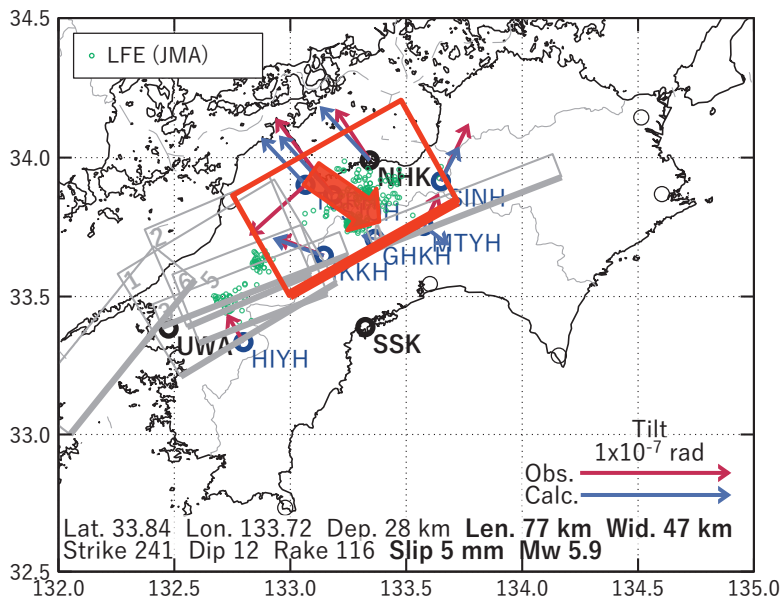 34.5
LFE (JMA)
34.0
NHK
SINH
2
MTYH
GHKH
KKH
1
5
33.5
UWA
SSK
HIYH
33.0
Tilt
1x10-7 rad
Obs.
Calc.
Lat. 33.84 Lon. 133.72 Dep. 28 km Len. 77 km Wid. 47 km
Strike 241 Dip 12 Rake 116 Slip 5 mm Mw 5.9
32.5
132.0 132.5 133.0 133.5 134.0 134.5 135.0